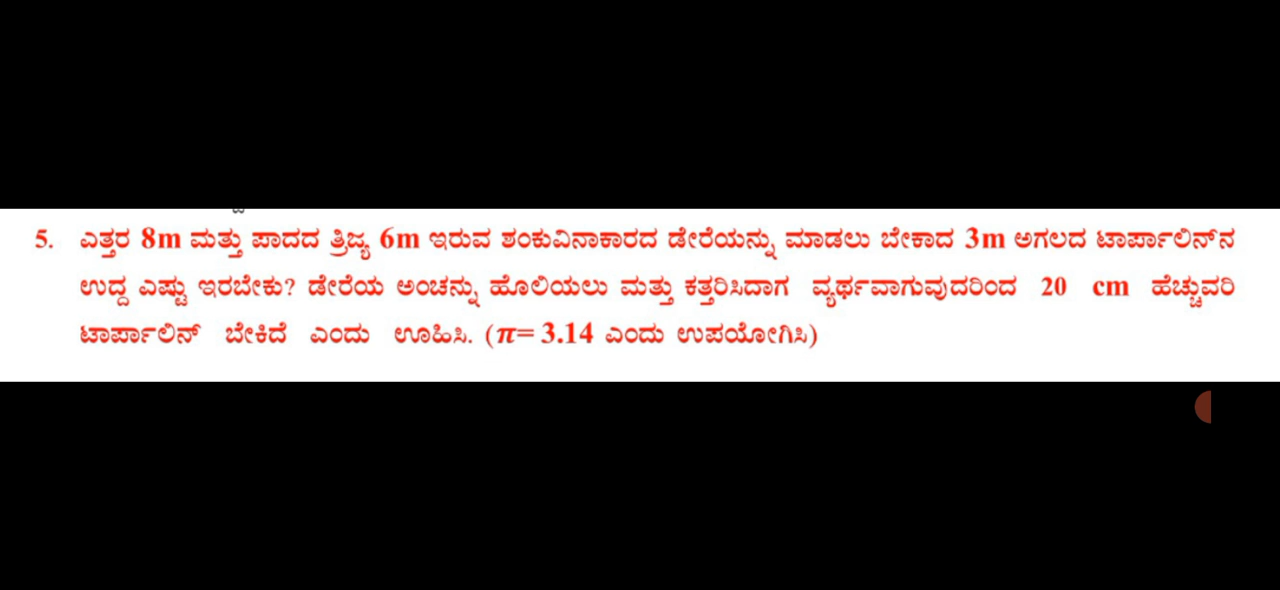 5. ಎತ್ತರ 8m ಮತ್ತು ಪಾದದ ತ್ರಿಜ್ಯ 6m ಇರುವ ಶಂಕುವಿನಾಕಾರದ ಡೇರೆಯನ್ನು ಮಾಡಲು ಬೇಕಾದ 3m ಅಗಲದ ಟಾರ್ಪಾಲಿನ್‌ನ
ಉದ್ದ ಎಷ್ಟು ಇರಬೇಕು? ಡೇರೆಯ ಅಂಚನ್ನು ಹೊಲಿಯಲು ಮತ್ತು ಕತ್ತರಿಸಿದಾಗ ವ್ಯರ್ಥವಾಗುವುದರಿಂದ 20 cm ಹೆಚ್ಚುವರಿ
ಟಾರ್ಪಾಲಿನ್ ಬೇಕಿದೆ ಎಂದು ಊಹಿಸಿ. (π= 3.14 ಎಂದು ಉಪಯೋಗಿಸಿ)